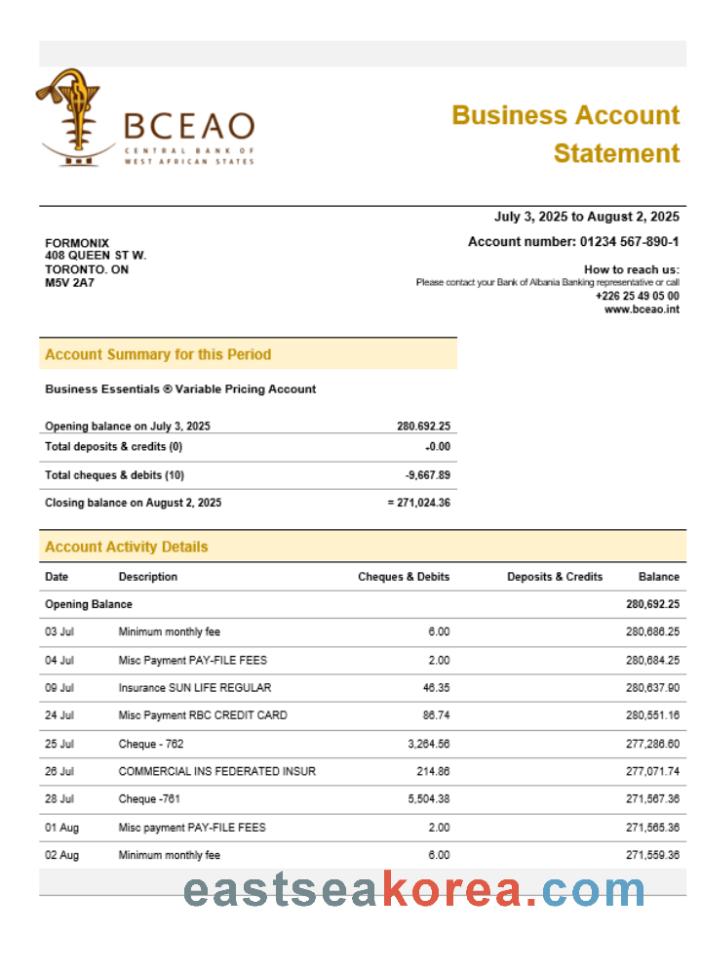 BCEAO
CENTRAL BANK OF
WEST AFRICAN STATES
Business Account
Statement
July 3, 2025 to August 2, 2025
Account number: 01234 567-890-1
FORMONIX
408 QUEEN ST W.
TORONTO. ON
M5V 2A7
How to reach us:
Please contact your Bank of Albania Banking representative or call
+226 25 49 05 00
www.bceao.int
Account Summary for this Period
Business Essentials ® Variable Pricing Account
Opening balance on July 3, 2025 280.692.25
Total deposits & credits (0) -0.00
Total cheques & debits (10) -9,667.89
Closing balance on August 2, 2025 = 271,024.36
Account Activity Details
Date Description Cheques & Debits Deposits & Credits Balance
Opening Balance 280,692.25
03 Jul Minimum monthly fee 6.00 280,686.25
04 Jul Misc Payment PAY-FILE FEES 2.00 280,684.25
09 Jul Insurance SUN LIFE REGULAR 46.35 280,637.90
24 Jul Misc Payment RBC CREDIT CARD 86.74 280,551.16
25 Jul Cheque - 762 3,264.56 277,286.60
26 Jul COMMERCIAL INS FEDERATED INSUR 214.86 277,071.74
28 Jul Cheque -761 5,504.38 271,567.36
01 Aug Misc payment PAY-FILE FEES 2.00 271,565.36
02 Aug Minimum monthly fee 6.00 271,559.36
eastseakorea.com